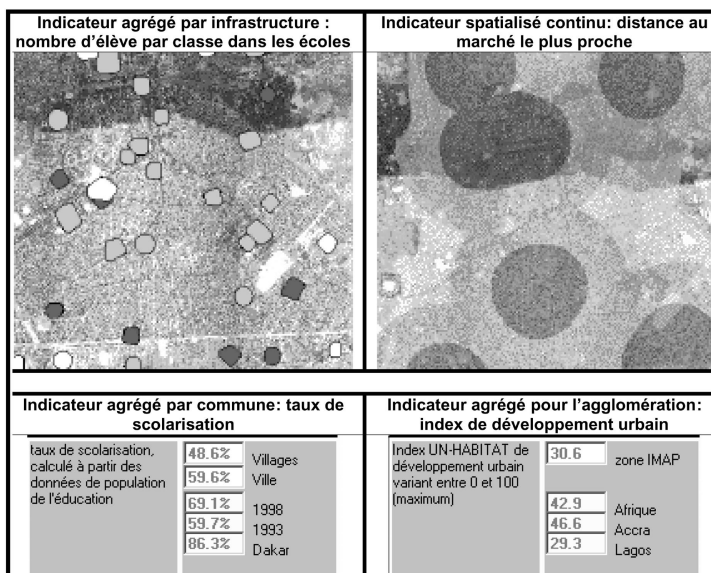 Indicateur agrégé par infrastructure :
nombre d'élève par classe dans les écoles
Indicateur spatialisé continu: distance au
marché le plus proche
Indicateur agrégé par commune: taux de
scolarisation
taux de scolarisation,
calculé à partir des
données de population
de l'éducation
48.6% Villages
59.6% Ville
69.1% 1998
59.7% 1993
86.3% Dakar
Indicateur agrégé pour l'agglomération:
index de développement urbain
Index UN-HABITAT de
développement urbain
variant entre 0 et 100
(maximum)
30.6 zone IMAP
42.9 Afrique
46.6 Accra
29.3 Lagos